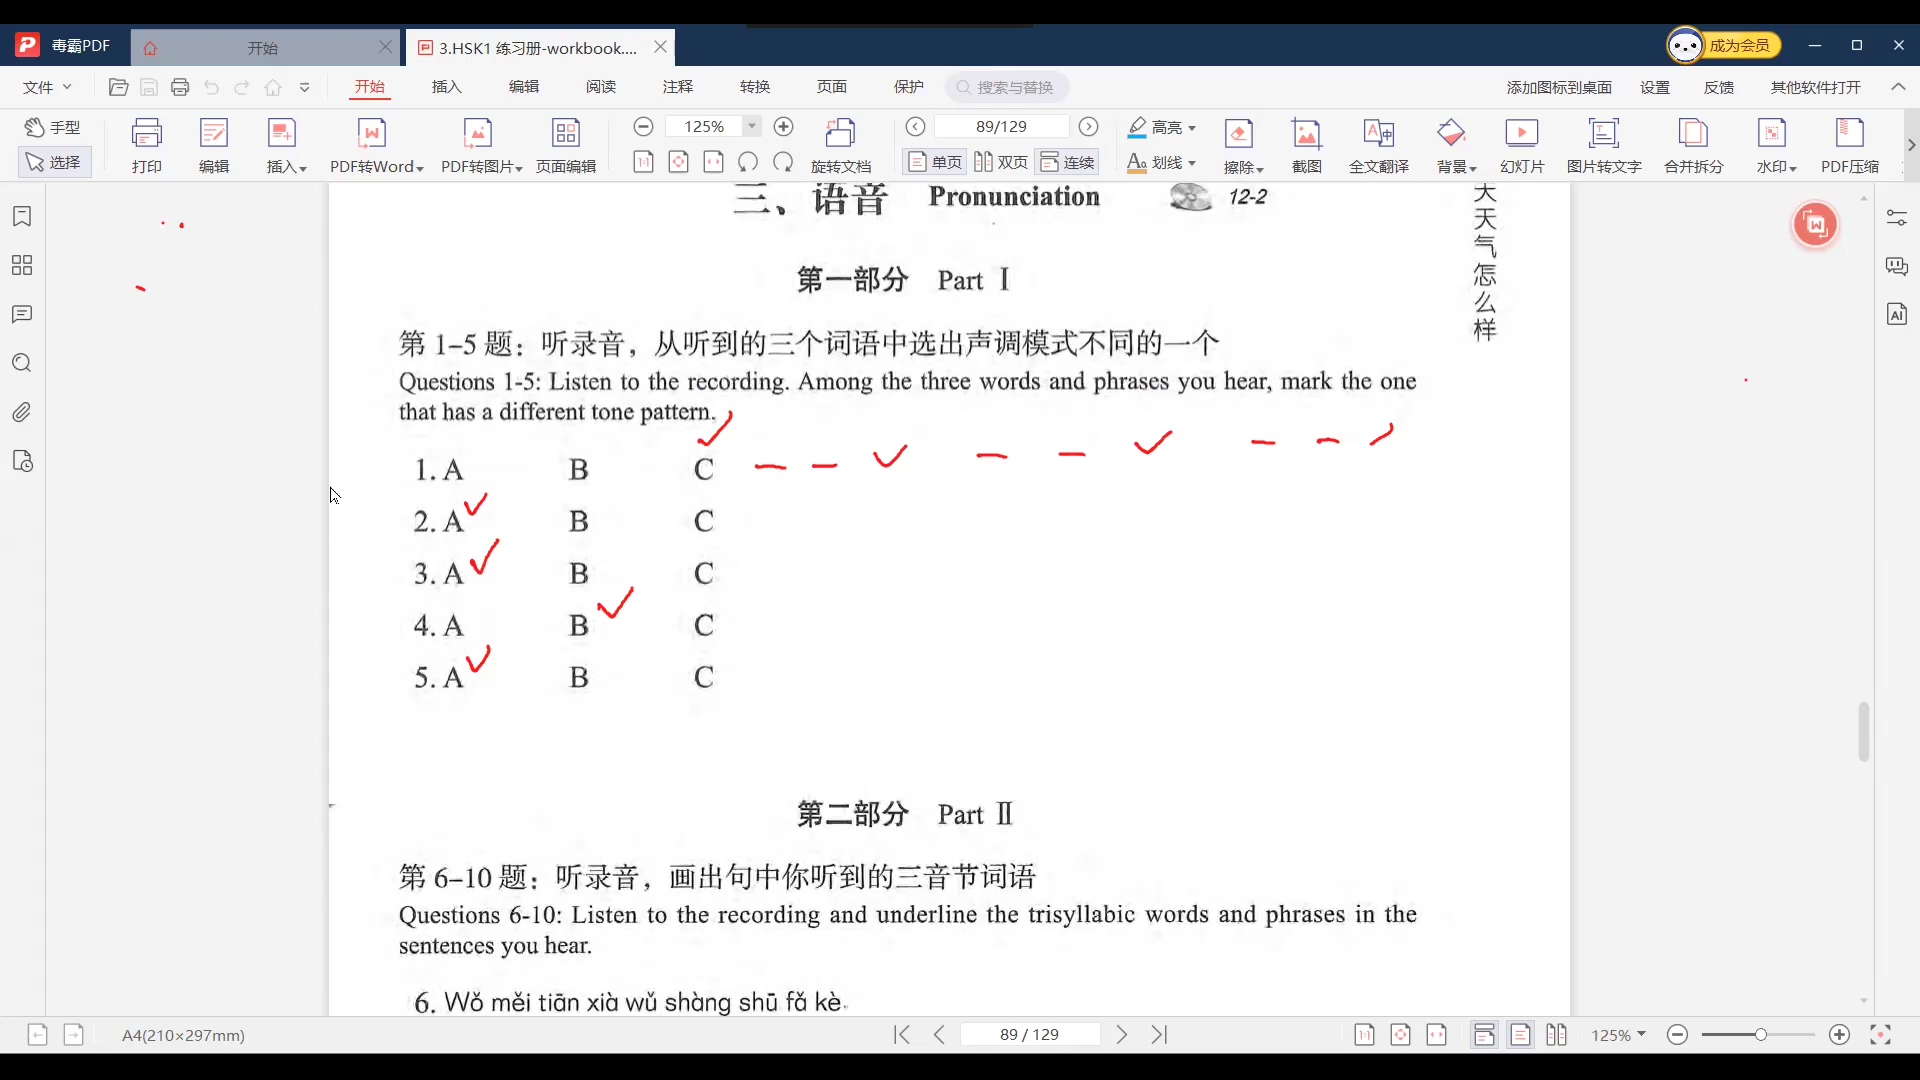 毒霸PDF
开始
3.HSK1 练习册-workbook....
成为会员
文件
开始
插入
编辑
阅读
注释
转换
页面
保护
搜索与替换
添加图标到桌面
设置
反馈
其他软件打开
手型
选择
打印
编辑
插入
PDF转Word
PDF转图片
页面编辑
125%
旋转文档
89/129
单页
双页
连续
高亮
划线
擦除
截图
全文翻译
背景
幻灯片
图片转文字
合并拆分
水印
PDF压缩
三、语音 Pronunciation 12-2
天天气怎么样
第一部分 Part Ⅰ
第 1–5 题：听录音，从听到的三个词语中选出声调模式不同的一个
Questions 1-5: Listen to the recording. Among the three words and phrases you hear, mark the one
that has a different tone pattern.
1. A B C
2. A B C
3. A B C
4. A B C
5. A B C
第二部分 Part Ⅱ
第 6–10 题：听录音，画出句中你听到的三音节词语
Questions 6-10: Listen to the recording and underline the trisyllabic words and phrases in the
sentences you hear.
6. Wǒ měi tiān xià wǔ shàng shū fǎ kè.
A4(210×297mm)
89 / 129
125%